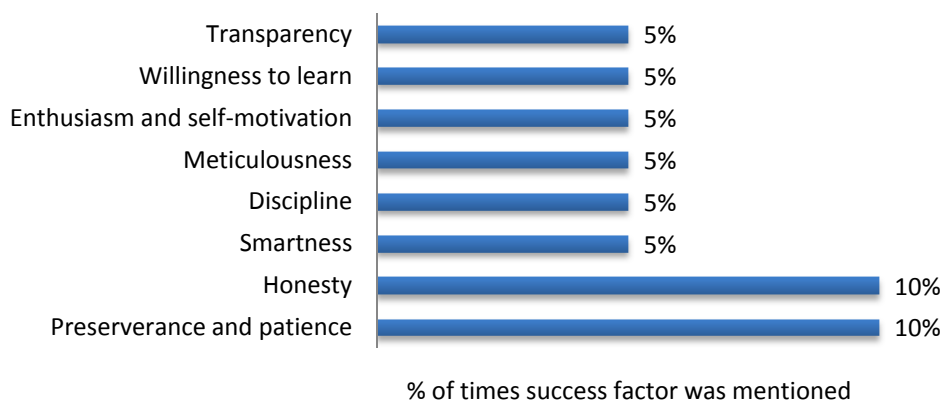 Transparency 5%
Willingness to learn 5%
Enthusiasm and self-motivation 5%
Meticulousness 5%
Discipline 5%
Smartness 5%
Honesty 10%
Preserverance and patience 10%
% of times success factor was mentioned